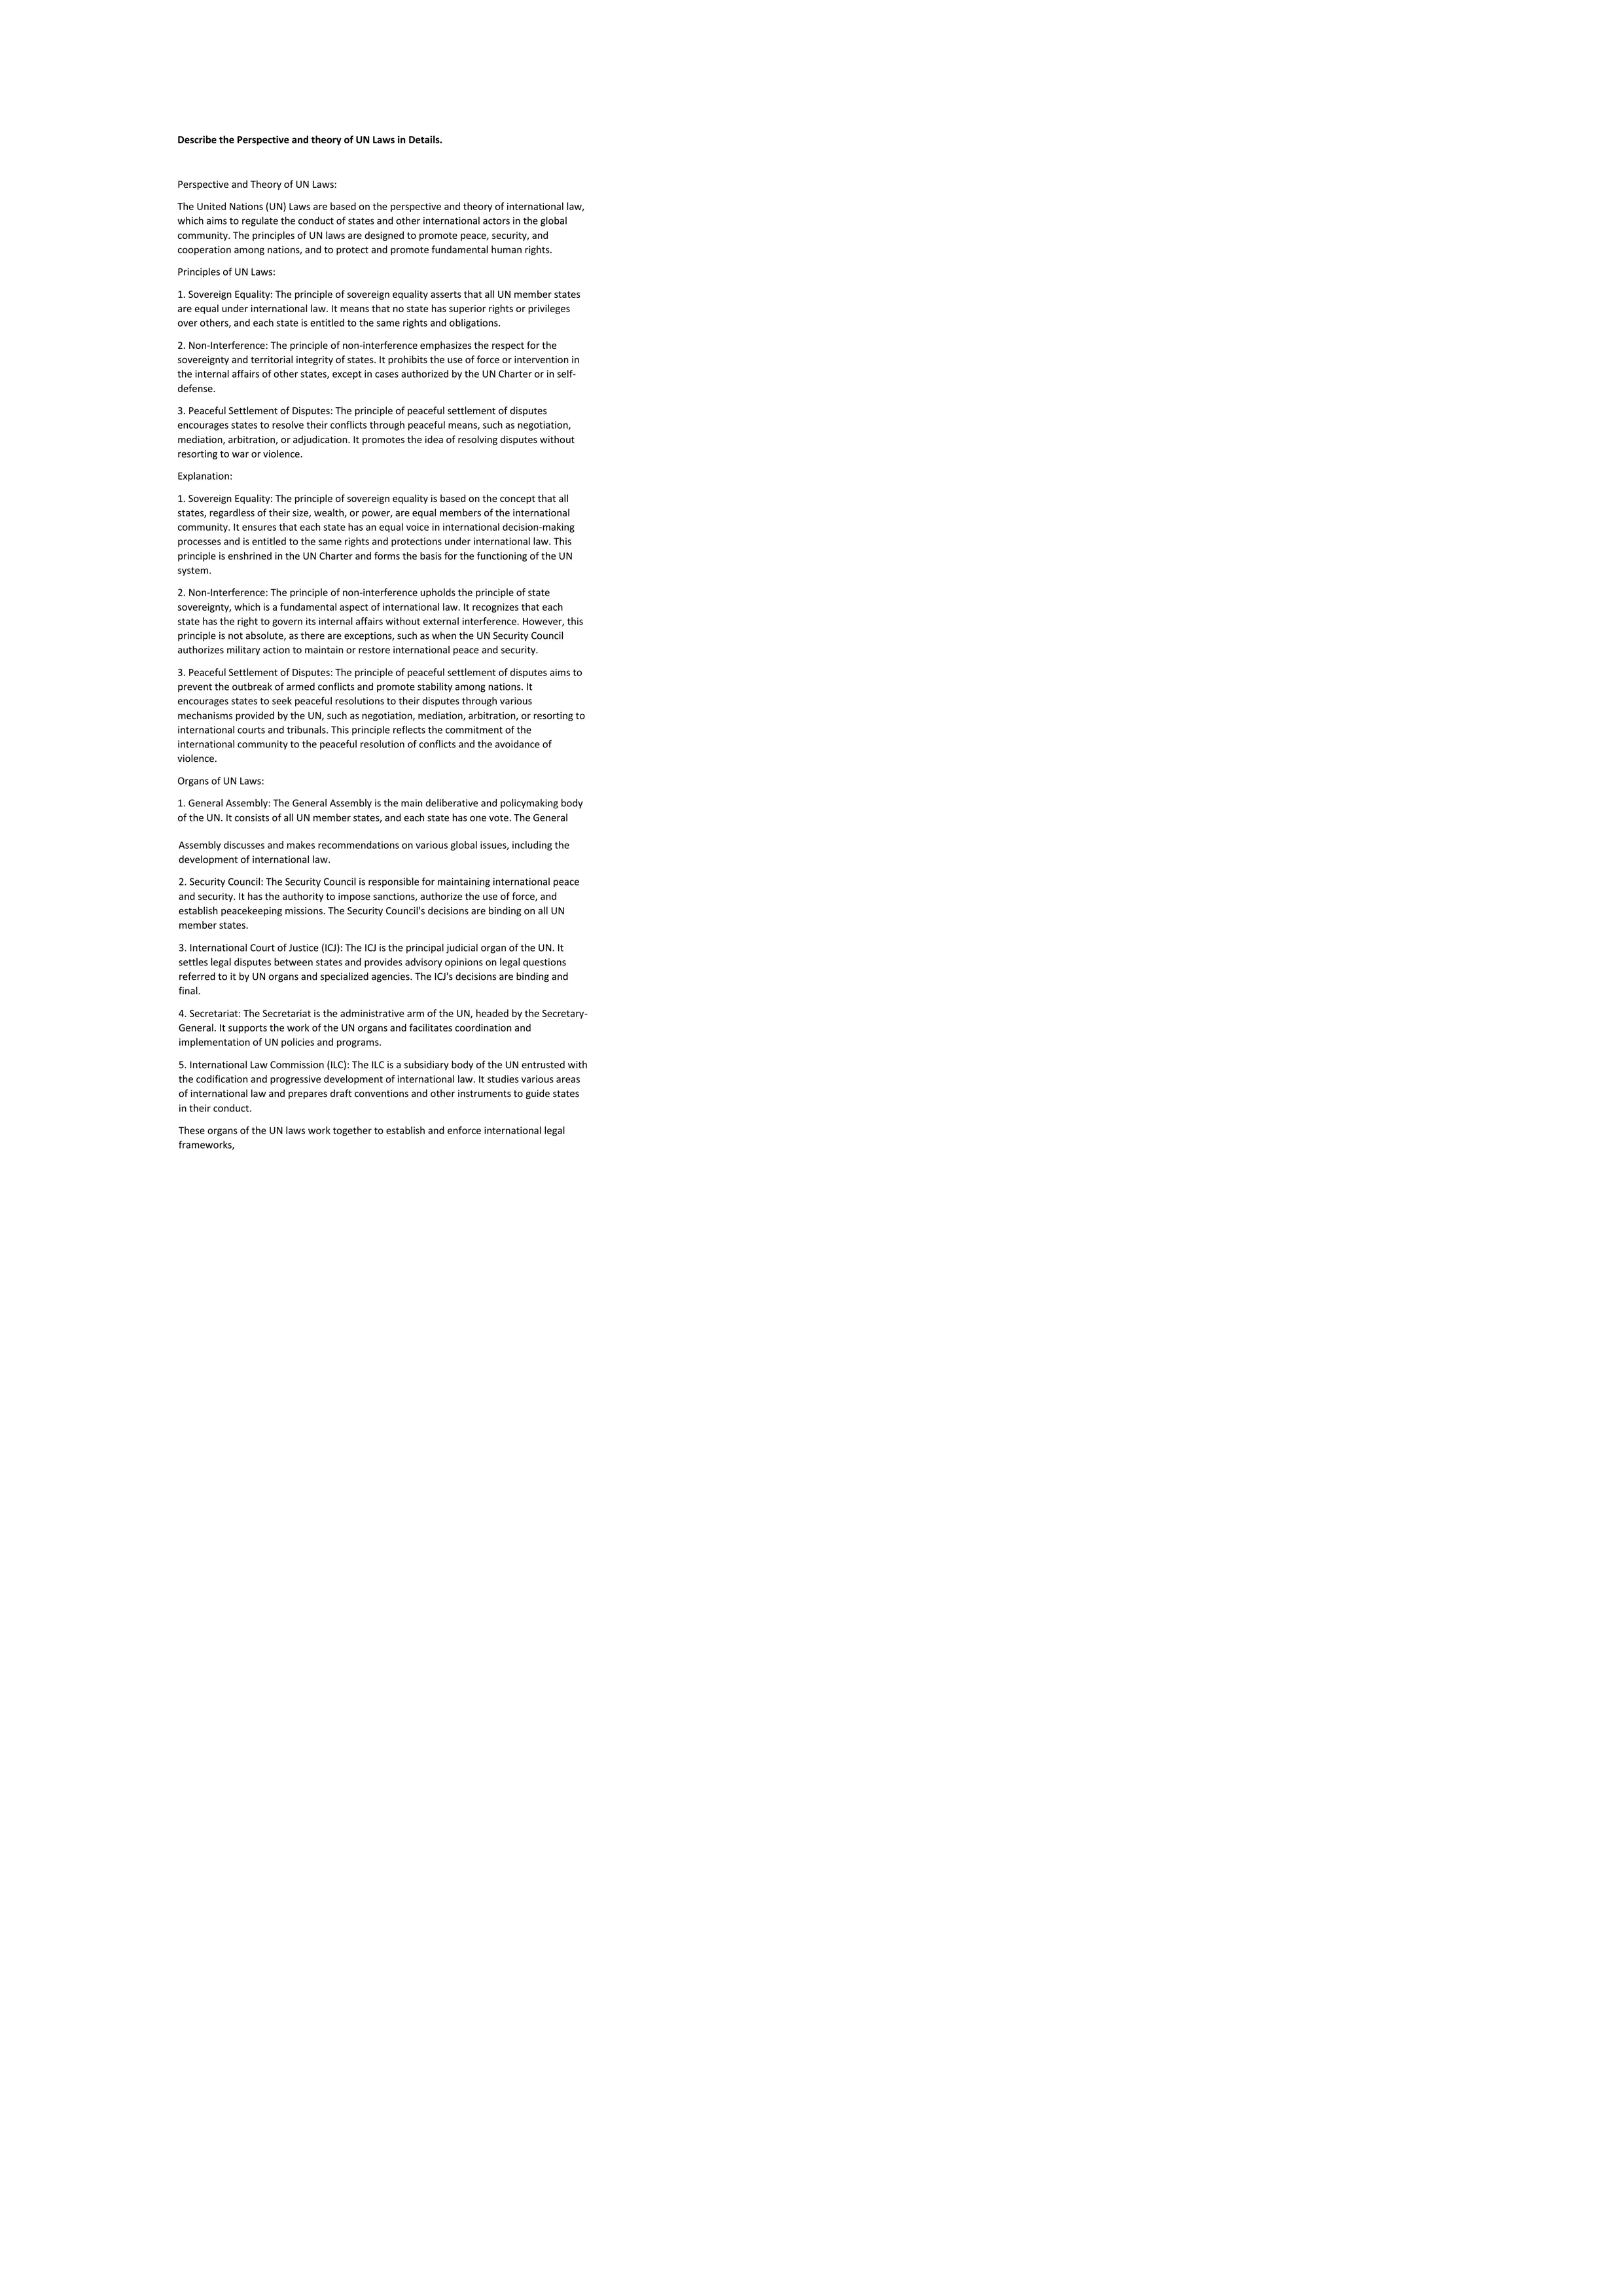 Describe the Perspective and theory of UN Laws in Details.
Perspective and Theory of UN Laws:
The United Nations (UN) Laws are based on the perspective and theory of international law,
which aims to regulate the conduct of states and other international actors in the global
community. The principles of UN laws are designed to promote peace, security, and
cooperation among nations, and to protect and promote fundamental human rights.
Principles of UN Laws:
1. Sovereign Equality: The principle of sovereign equality asserts that all UN member states
are equal under international law. It means that no state has superior rights or privileges
over others, and each state is entitled to the same rights and obligations.
2. Non-Interference: The principle of non-interference emphasizes the respect for the
sovereignty and territorial integrity of states. It prohibits the use of force or intervention in
the internal affairs of other states, except in cases authorized by the UN Charter or in self-
defense.
3. Peaceful Settlement of Disputes: The principle of peaceful settlement of disputes
encourages states to resolve their conflicts through peaceful means, such as negotiation,
mediation, arbitration, or adjudication. It promotes the idea of resolving disputes without
resorting to war or violence.
Explanation:
1. Sovereign Equality: The principle of sovereign equality is based on the concept that all
states, regardless of their size, wealth, or power, are equal members of the international
community. It ensures that each state has an equal voice in international decision-making
processes and is entitled to the same rights and protections under international law. This
principle is enshrined in the UN Charter and forms the basis for the functioning of the UN
system.
2. Non-Interference: The principle of non-interference upholds the principle of state
sovereignty, which is a fundamental aspect of international law. It recognizes that each
state has the right to govern its internal affairs without external interference. However, this
principle is not absolute, as there are exceptions, such as when the UN Security Council
authorizes military action to maintain or restore international peace and security.
3. Peaceful Settlement of Disputes: The principle of peaceful settlement of disputes aims to
prevent the outbreak of armed conflicts and promote stability among nations. It
encourages states to seek peaceful resolutions to their disputes through various
mechanisms provided by the UN, such as negotiation, mediation, arbitration, or resorting to
international courts and tribunals. This principle reflects the commitment of the
international community to the peaceful resolution of conflicts and the avoidance of
violence.
Organs of UN Laws:
1. General Assembly: The General Assembly is the main deliberative and policymaking body
of the UN. It consists of all UN member states, and each state has one vote. The General
Assembly discusses and makes recommendations on various global issues, including the
development of international law.
2. Security Council: The Security Council is responsible for maintaining international peace
and security. It has the authority to impose sanctions, authorize the use of force, and
establish peacekeeping missions. The Security Council's decisions are binding on all UN
member states.
3. International Court of Justice (ICJ): The ICJ is the principal judicial organ of the UN. It
settles legal disputes between states and provides advisory opinions on legal questions
referred to it by UN organs and specialized agencies. The ICJ's decisions are binding and
final.
4. Secretariat: The Secretariat is the administrative arm of the UN, headed by the Secretary-
General. It supports the work of the UN organs and facilitates coordination and
implementation of UN policies and programs.
5. International Law Commission (ILC): The ILC is a subsidiary body of the UN entrusted with
the codification and progressive development of international law. It studies various areas
of international law and prepares draft conventions and other instruments to guide states
in their conduct.
These organs of the UN laws work together to establish and enforce international legal
frameworks,